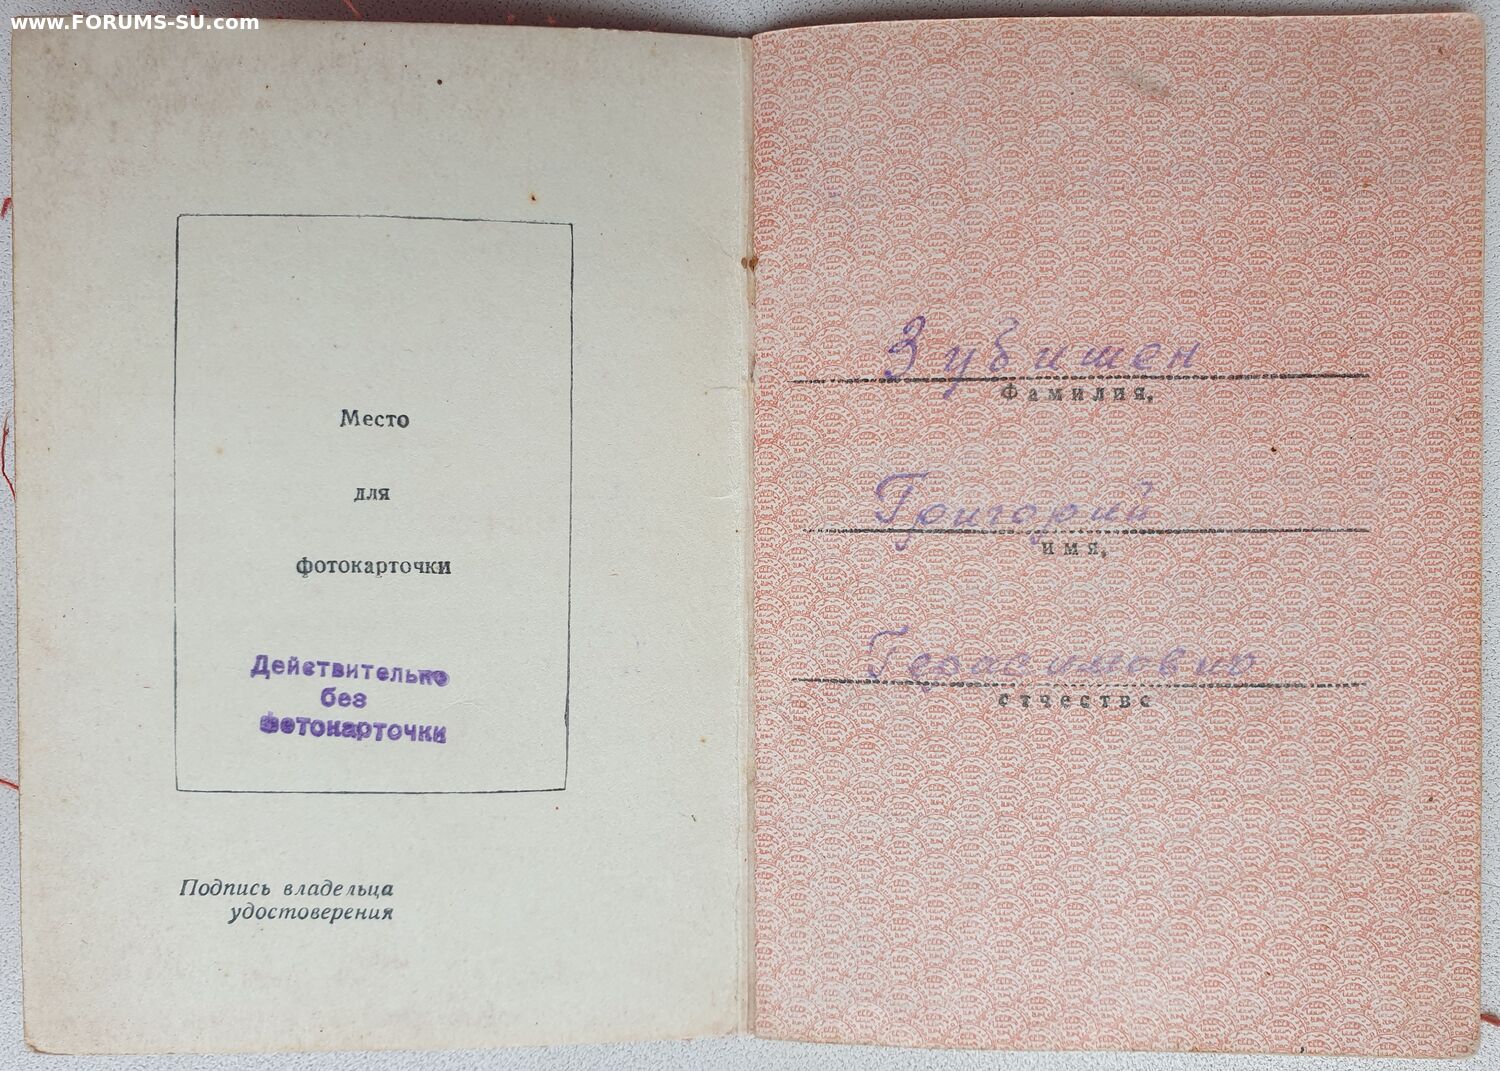 www.FORUMS-SU.com
Место
для
фотокарточки
Действительно
без
фотокарточки
Подпись владельца
удостоверения
Зубишен
Фамилия,
Григорий
имя,
Герасимович
отчество